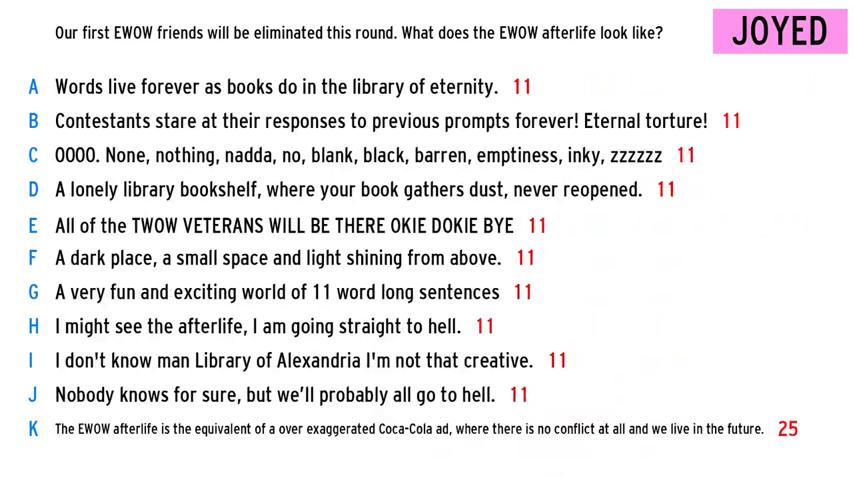 Our first EWOW friends will be eliminated this round. What does the EWOW afterlife look like?
JOYED
A Words live forever as books do in the library of eternity. 11
B Contestants stare at their responses to previous prompts forever! Eternal torture! 11
C 0000. None, nothing, nadda, no, blank, black, barren, emptiness, inky, zzzzzz 11
D A lonely library bookshelf, where your book gathers dust, never reopened. 11
E All of the TWOW VETERANS WILL BE THERE OKIE DOKIE BYE 11
F A dark place, a small space and light shining from above. 11
G A very fun and exciting world of 11 word long sentences 11
H I might see the afterlife, I am going straight to hell. 11
I I don't know man Library of Alexandria I'm not that creative. 11
J Nobody knows for sure, but we'll probably all go to hell. 11
K The EWOW afterlife is the equivalent of a over exaggerated Coca-Cola ad, where there is no conflict at all and we live in the future. 25